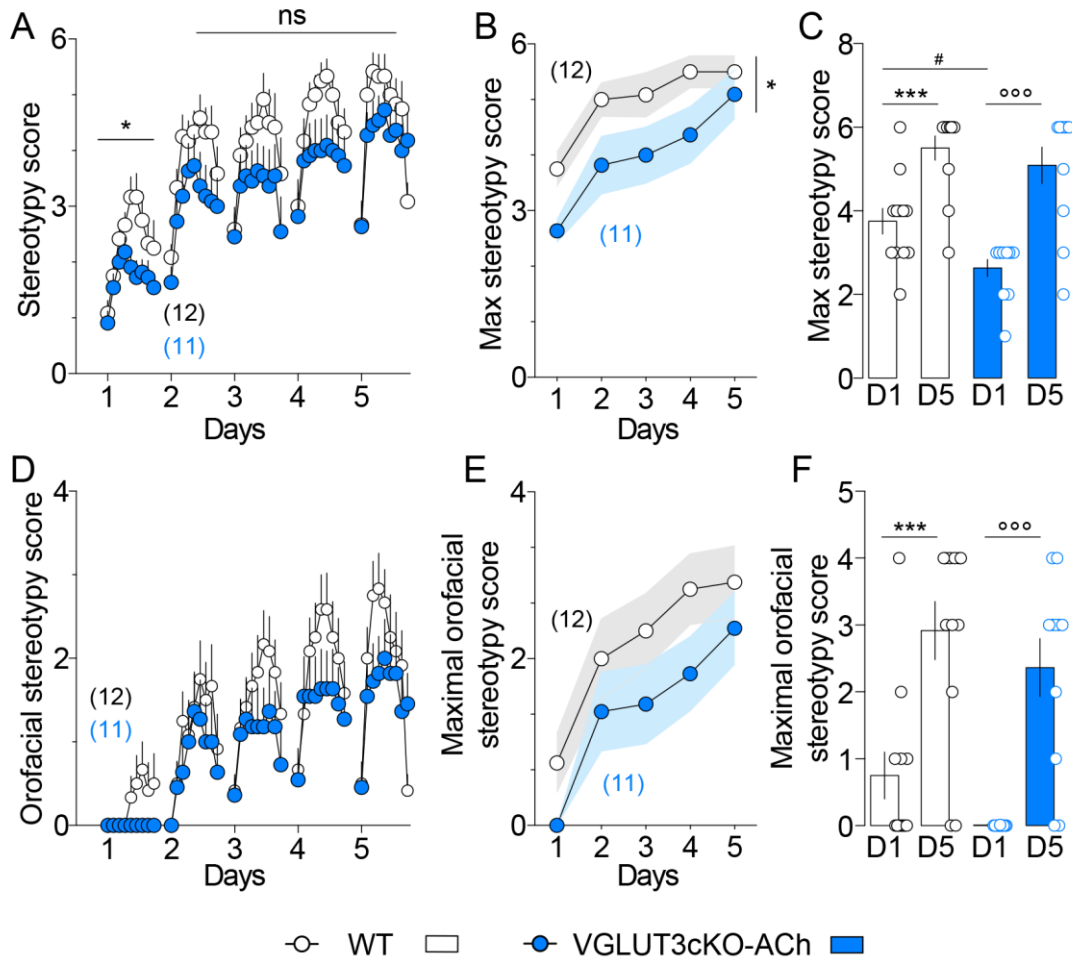 A
ns
*
Stereotypy score
6
3
0
(12)
(11)
1 2 3 4 5
Days
B
(12)
(11)
*
Max stereotypy score
6
3
0
1 2 3 4 5
Days
C
#
*** °°°
Max stereotypy score
8
6
4
2
0
D1 D5 D1 D5
D
Orofacial stereotypy score
4
2
0
(12)
(11)
1 2 3 4 5
Days
E
Maximal orofacial
stereotypy score
4
2
0
(12)
(11)
1 2 3 4 5
Days
F
*** °°°
Maximal orofacial
stereotypy score
5
4
3
2
1
0
D1 D5 D1 D5
WT VGLUT3cKO-ACh